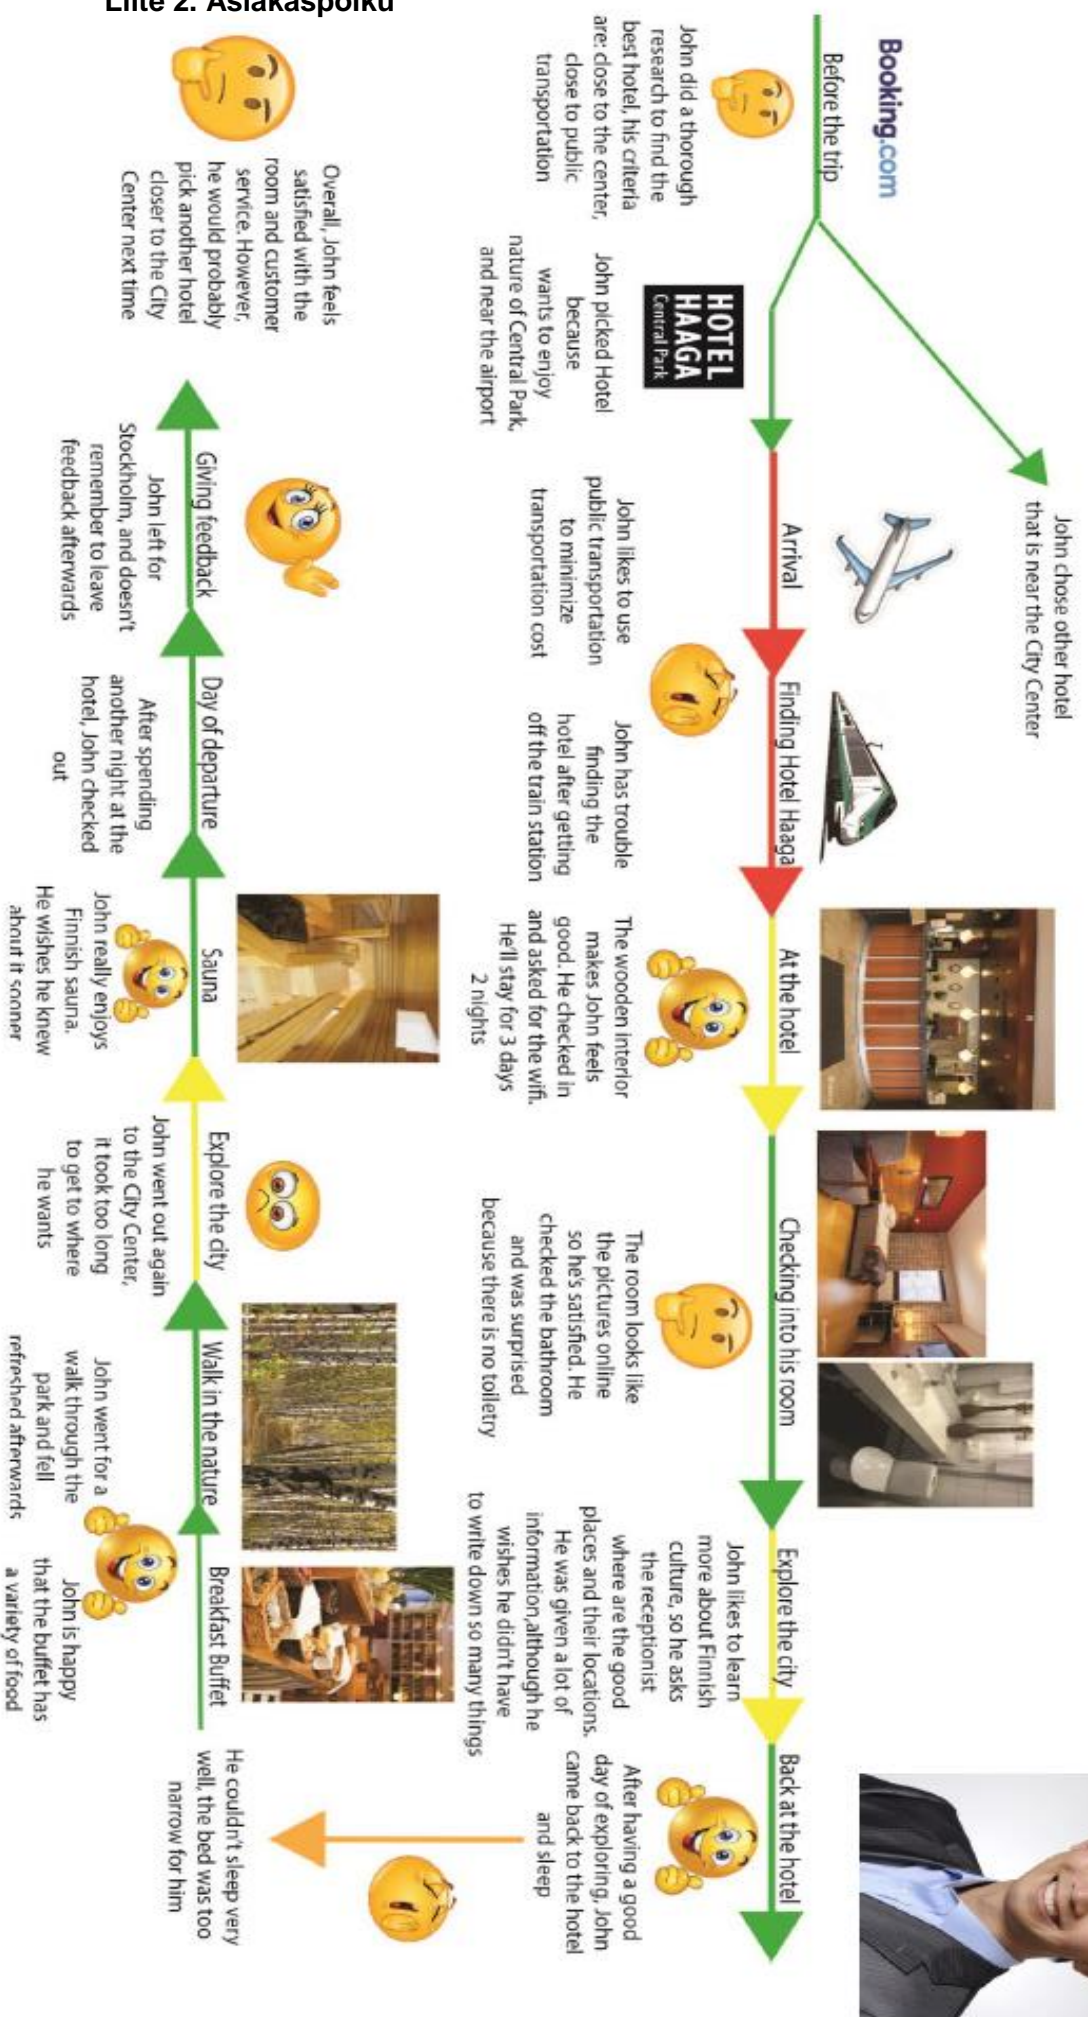 Liite 2. Asiakaspolku
Booking.com
Before the trip
John did a thorough
research to find the
best hotel, his criteria
are: close to the center,
close to public
transportation
John chose other hotel
that is near the City Center
HOTEL
HAAGA
Central Park
John picked Hotel
because
wants to enjoy
nature of Central Park,
and near the airport
Arrival
John likes to use
public transportation
to minimize
transportation cost
Finding Hotel Haaga
John has trouble
finding the
hotel after getting
off the train station
At the hotel
The wooden interior
makes John feels
good. He checked in
and asked for the wifi.
He'll stay for 3 days
2 nights
Checking into his room
The room looks like
the pictures online
so he's satisfied. He
checked the bathroom
and was surprised
because there is no toiletry
Explore the city
John likes to learn
more about Finnish
culture, so he asks
the receptionist
where are the good
places and their locations.
He was given a lot of
information,although he
wishes he didn't have
to write down so many things
Back at the hotel
After having a good
day of exploring, John
came back to the hotel
and sleep
He couldn't sleep very
well, the bed was too
narrow for him
Breakfast Buffet
John is happy
that the buffet has
a variety of food
Walk in the nature
John went for a
walk through the
park and fell
refreshed afterwards
Explore the city
John went out again
to the City Center,
it took too long
to get to where
he wants
Sauna
John really enjoys
Finnish sauna.
He wishes he knew
about it sooner
Day of departure
After spending
another night at the
hotel, John checked
out
Giving feedback
John left for
Stockholm, and doesn't
remember to leave
feedback afterwards
Overall, John feels
satisfied with the
room and customer
service. However,
he would probably
pick another hotel
closer to the City
Center next time